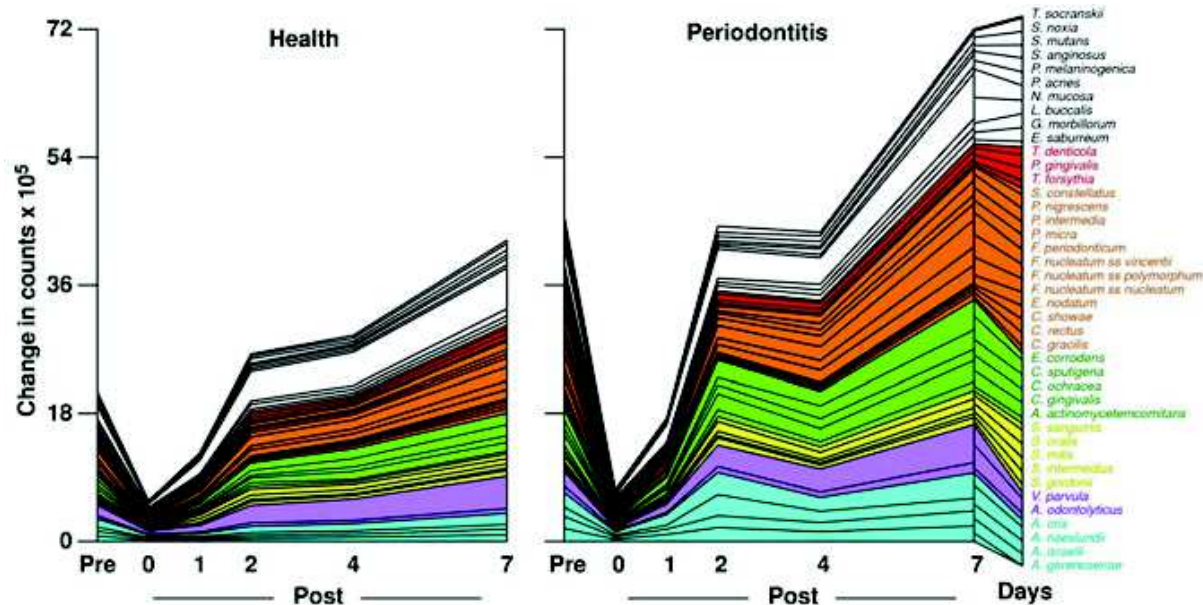 Health
Periodontitis
Change in counts x 10⁵
72
54
36
18
0
Pre 0 1 2 4 7
Post
Pre 0 1 2 4 7
Post
Days
T. socranskii
S. noxia
S. mutans
S. anginosus
P. melaninogenica
P. acnes
N. mucosa
L. buccalis
G. morbillorum
E. saburreum
T. denticola
P. gingivalis
T. forsythia
S. constellatus
P. nigrescens
P. intermedia
P. micra
F. periodonticum
F. nucleatum ss vincentii
F. nucleatum ss polymorphum
F. nucleatum ss nucleatum
E. nodatum
C. showae
C. rectus
C. gracilis
E. corrodens
C. sputigena
C. ochracea
C. gingivalis
A. actinomycetemcomitans
S. sanguinis
S. oralis
S. mitis
S. intermedius
S. gordonii
V. parvula
A. odontolyticus
A. oris
A. naeslundii
A. israelii
A. gerencseriae